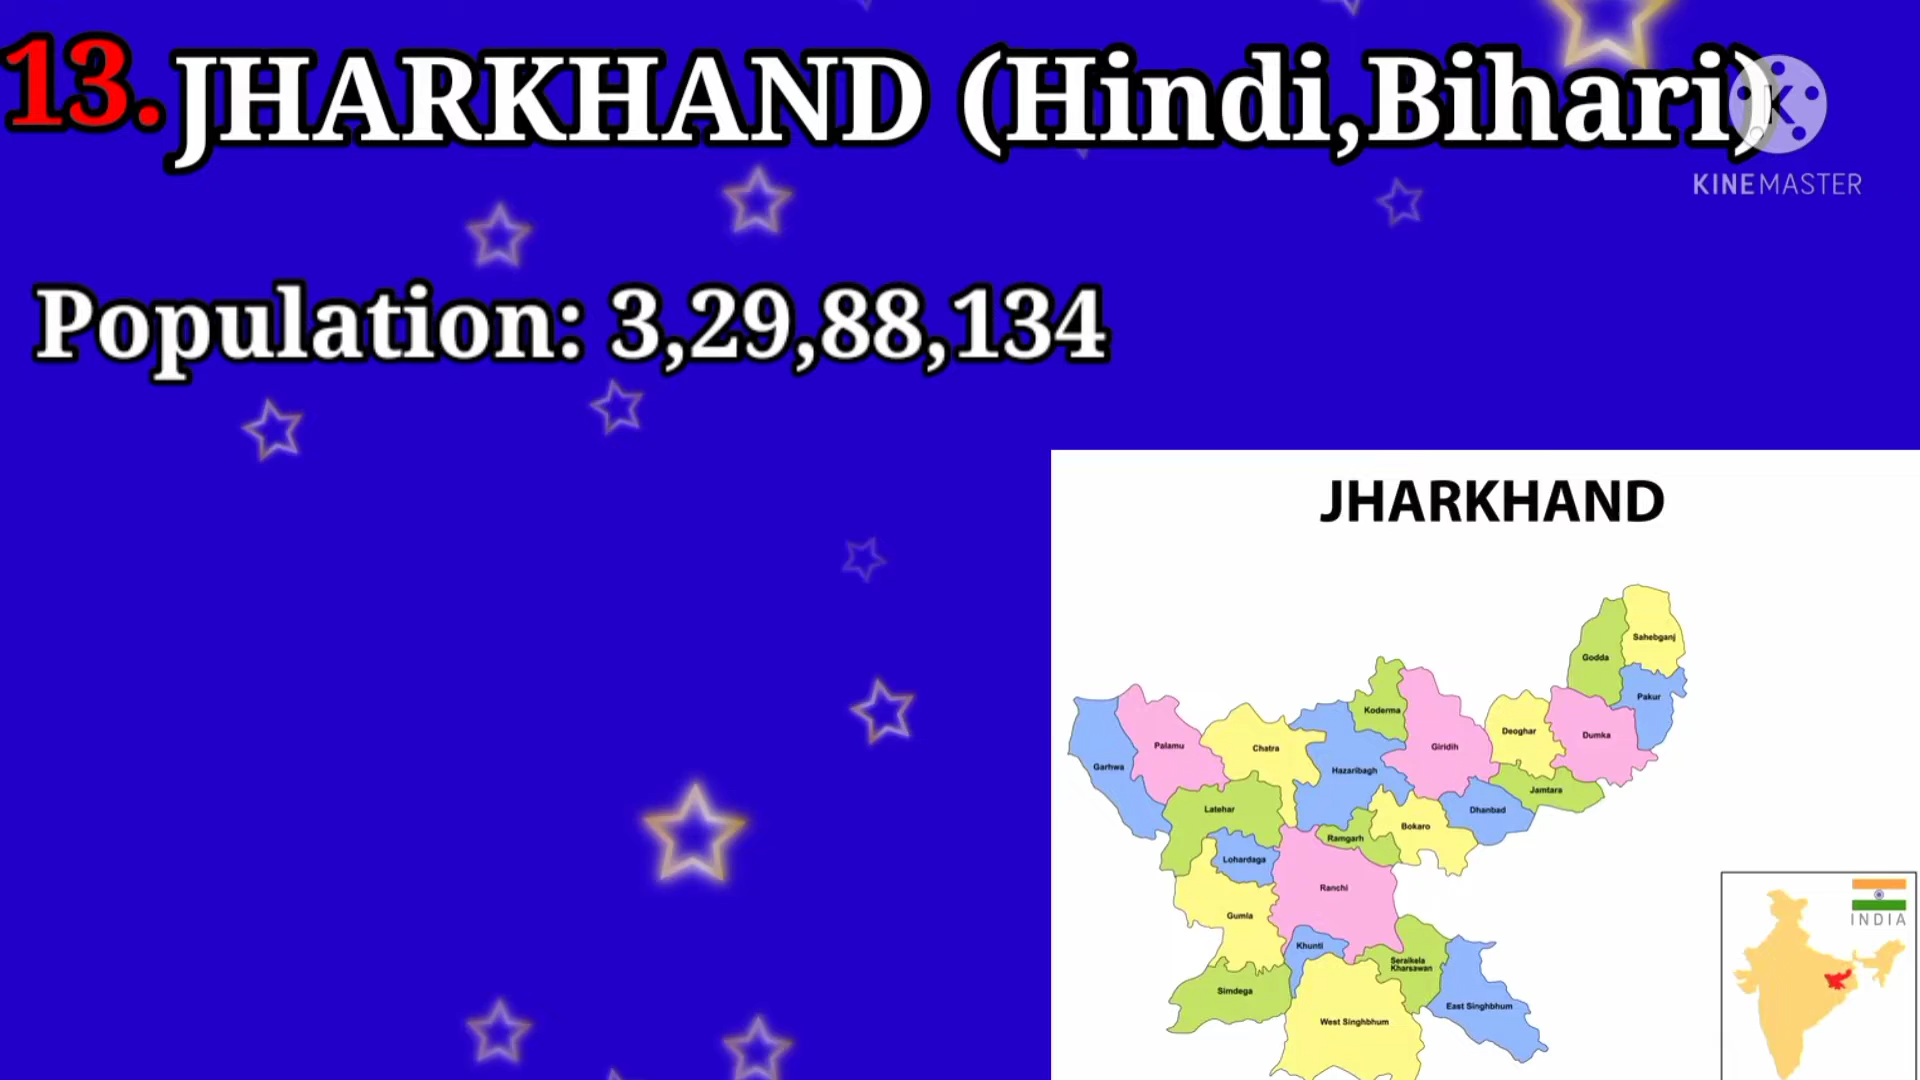 13. JHARKHAND (Hindi,Bihari)
K
KINEMASTER
Population: 3,29,88,134
JHARKHAND
Sahebganj
Godda
Pakur
Koderma
Deoghar
Dumka
Palamu
Chatra
Giridih
Garhwa
Hazaribagh
Jamtara
Latehar
Dhanbad
Bokaro
Ramgarh
Lohardaga
Ranchi
Gumla
INDIA
Khunti
Seraikela
Kharsawan
Simdega
East Singhbhum
West Singhbhum